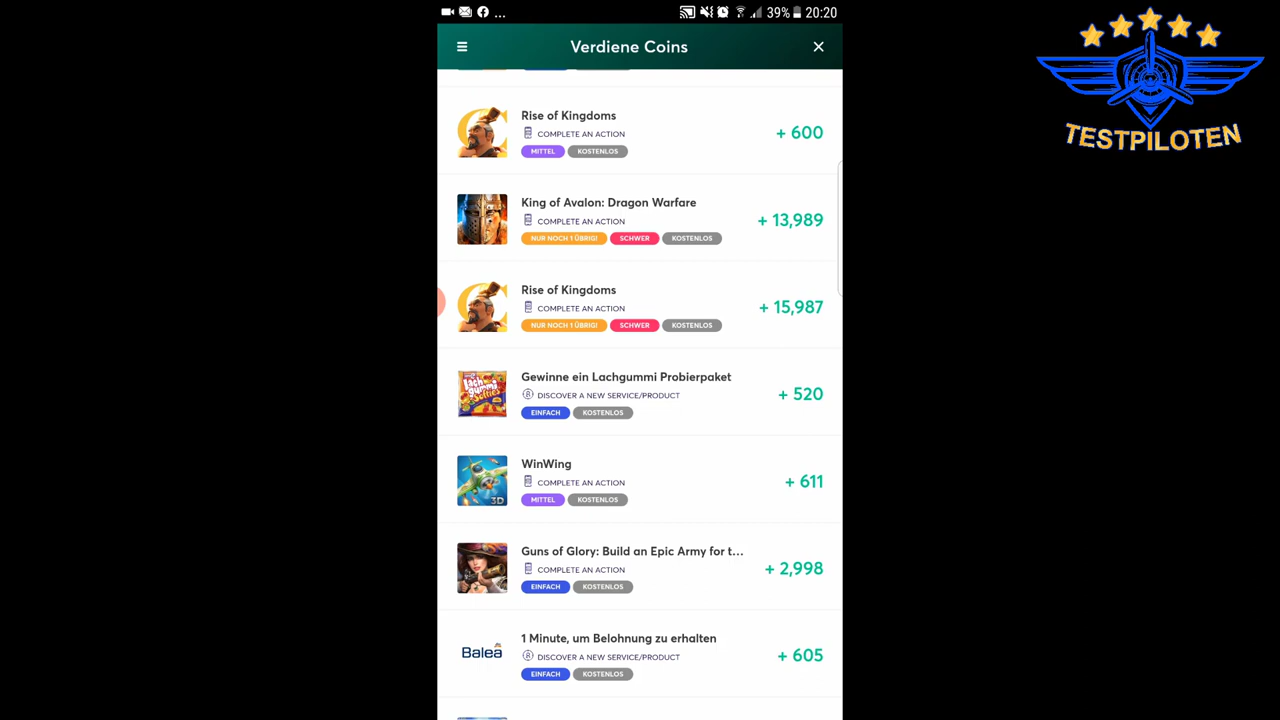 39% 20:20
Verdiene Coins
TESTPILOTEN
Rise of Kingdoms
COMPLETE AN ACTION
+ 600
MITTEL KOSTENLOS
King of Avalon: Dragon Warfare
COMPLETE AN ACTION
+ 13,989
NUR NOCH 1 ÜBRIG! SCHWER KOSTENLOS
Rise of Kingdoms
COMPLETE AN ACTION
+ 15,987
NUR NOCH 1 ÜBRIG! SCHWER KOSTENLOS
Gewinne ein Lachgummi Probierpaket
DISCOVER A NEW SERVICE/PRODUCT
+ 520
EINFACH KOSTENLOS
lach gummi Softies
WinWing
COMPLETE AN ACTION
+ 611
MITTEL KOSTENLOS
3D
Guns of Glory: Build an Epic Army for t...
COMPLETE AN ACTION
+ 2,998
EINFACH KOSTENLOS
1 Minute, um Belohnung zu erhalten
Balea
DISCOVER A NEW SERVICE/PRODUCT
+ 605
EINFACH KOSTENLOS